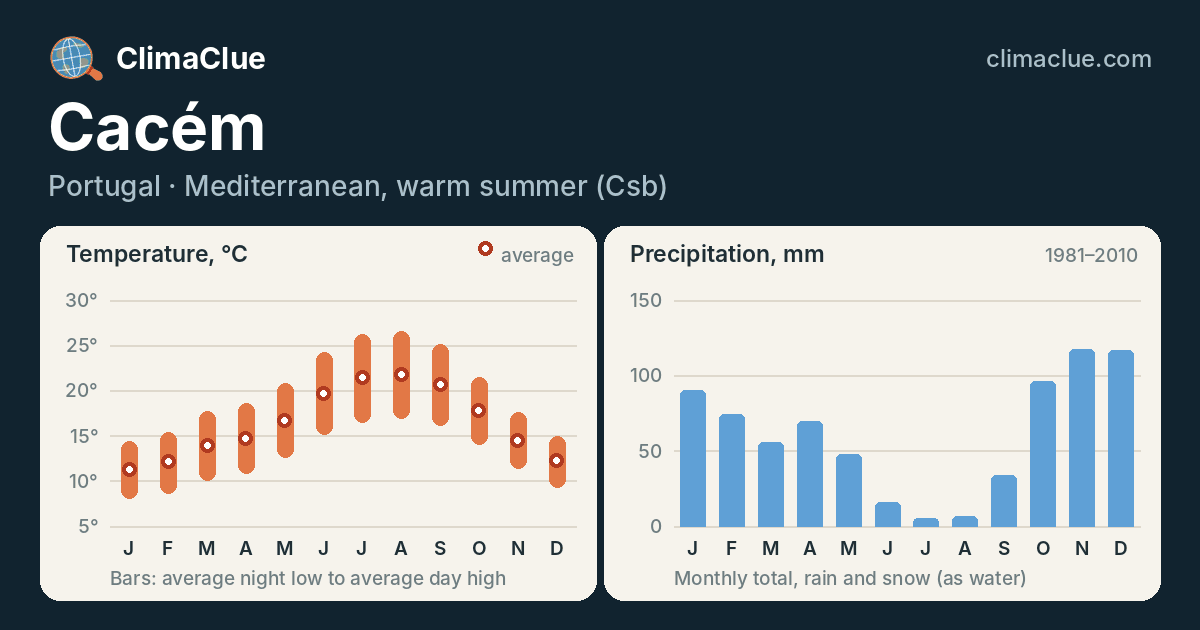 ClimaClue
climaclue.com
Cacém
Portugal · Mediterranean, warm summer (Csb)
Temperature, °C
average
30°
25°
20°
15°
10°
5°
J F M A M J J A S O N D
Bars: average night low to average day high
Precipitation, mm
1981–2010
150
100
50
0
J F M A M J J A S O N D
Monthly total, rain and snow (as water)